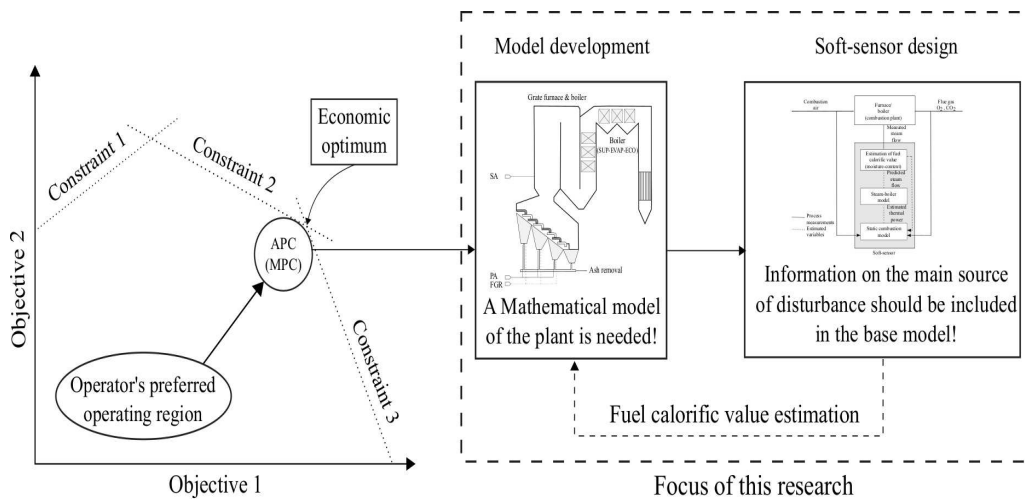 Model development
Soft-sensor design
Objective 2
Constraint 1
Constraint 2
Economic
optimum
APC
(MPC)
Constraint 3
Operator's preferred
operating region
Objective 1
Grate furnace & boiler
Boiler
(SUP-EVAP-ECO)
SA
PA
FGR
Ash removal
A Mathematical model
of the plant is needed!
Combustion
air
Furnace/
boiler
(combustion plant)
Flue gas
O₂ , CO₂
Measured
steam
flow
Estimation of fuel
calorific value
(moisture-content)
Predicted
steam
flow
Steam-boiler
model
Estimated
thermal
power
Static combustion
model
Process
measurements
Estimated
variables
Soft-sensor
Information on the main source
of disturbance should be included
in the base model!
Fuel calorific value estimation
Focus of this research